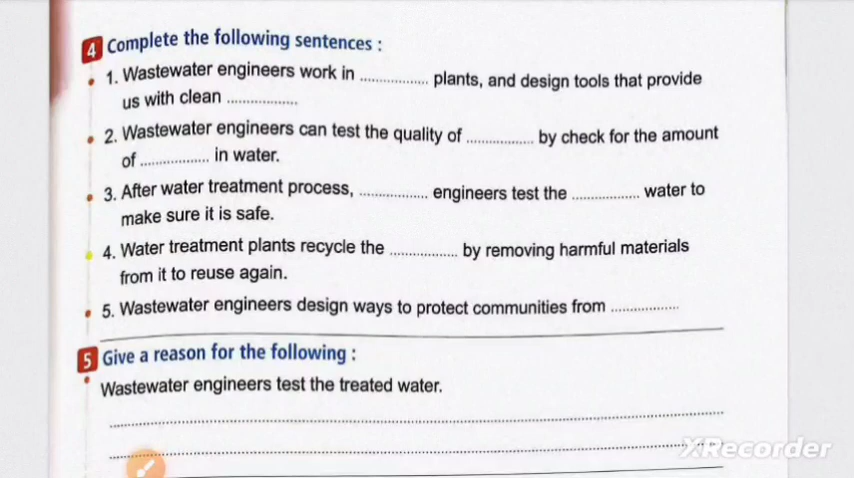 4 Complete the following sentences :
1. Wastewater engineers work in ................ plants, and design tools that provide
us with clean ................
2. Wastewater engineers can test the quality of ................ by check for the amount
of ................ in water.
3. After water treatment process, ................ engineers test the ................ water to
make sure it is safe.
4. Water treatment plants recycle the ................ by removing harmful materials
from it to reuse again.
5. Wastewater engineers design ways to protect communities from ................
5 Give a reason for the following :
Wastewater engineers test the treated water.
XRecorder